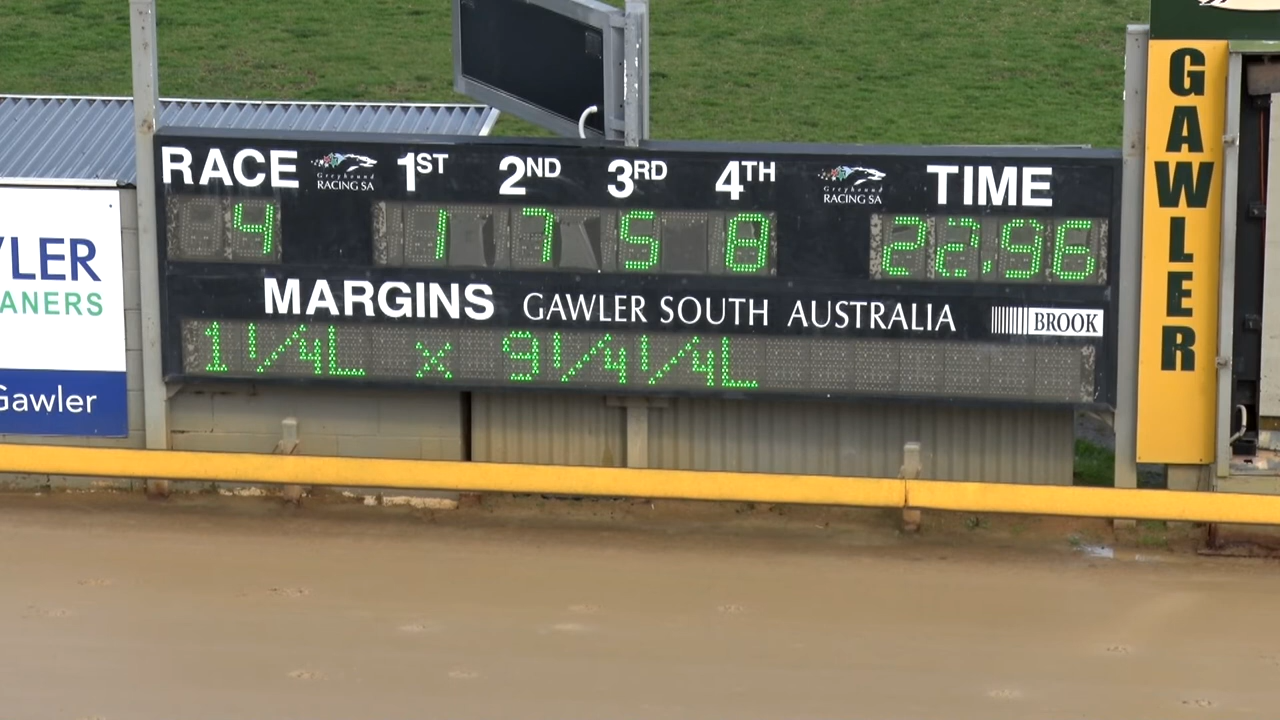 RACE Greyhound RACING SA 1ST 2ND 3RD 4TH Greyhound RACING SA TIME
4 1 7 5 8 22.96
MARGINS GAWLER SOUTH AUSTRALIA BROOK
1 1/4L x 9 1/4 1/4L
LER
ANERS
Gawler
GAWLER